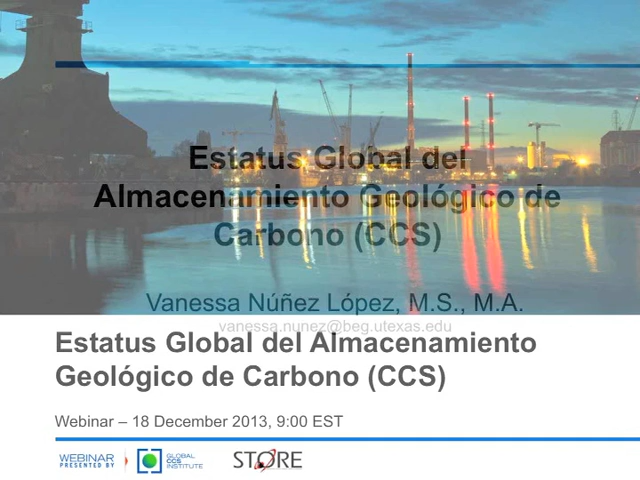 Estatus Global del
Almacenamiento Geológico de
Carbono (CCS)
Vanessa Núñez López, M.S., M.A.
vanessa.nunez@beg.utexas.edu
Estatus Global del Almacenamiento
Geológico de Carbono (CCS)
Webinar – 18 December 2013, 9:00 EST
WEBINAR
PRESENTED BY
GLOBAL
CCS
INSTITUTE
STORE